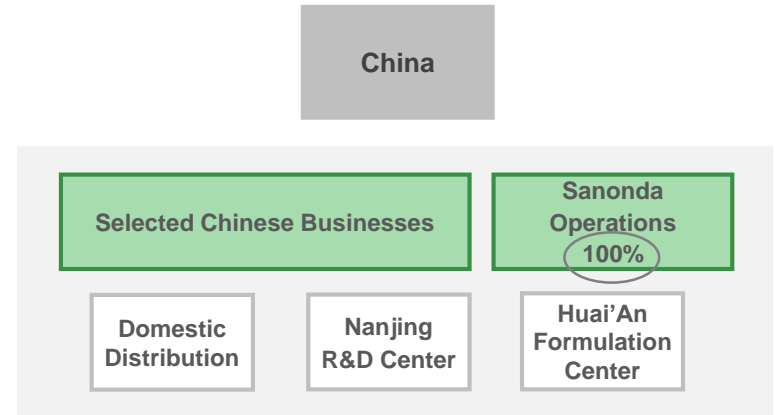 China
Selected Chinese Businesses
Sanonda
Operations
100%
Domestic
Distribution
Nanjing
R&D Center
Huai’An
Formulation
Center